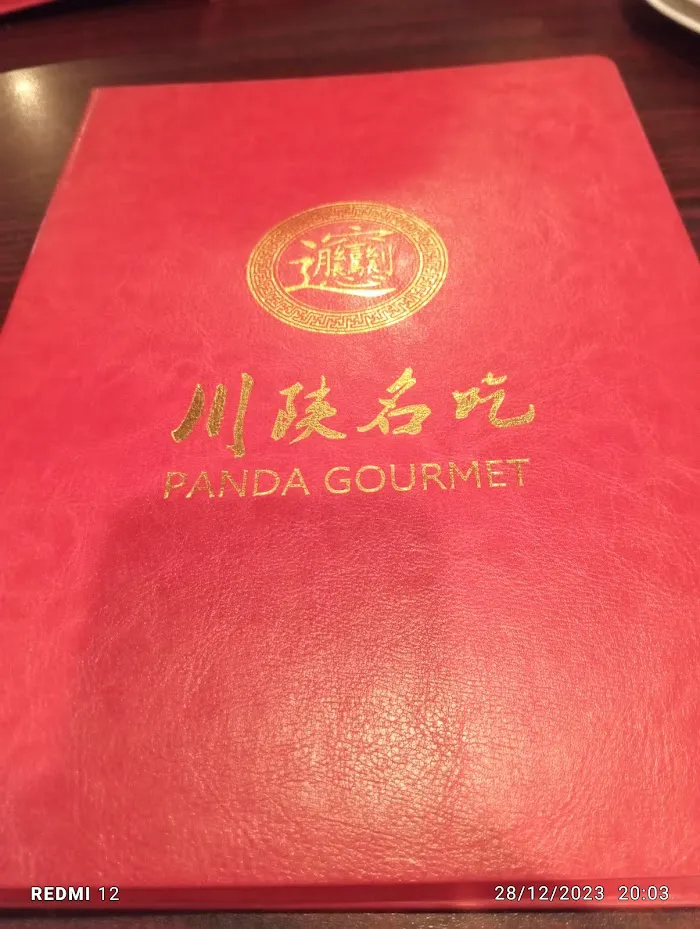 𰻞
川陕名吃
PANDA GOURMET
REDMI 12
28/12/2023 20:03